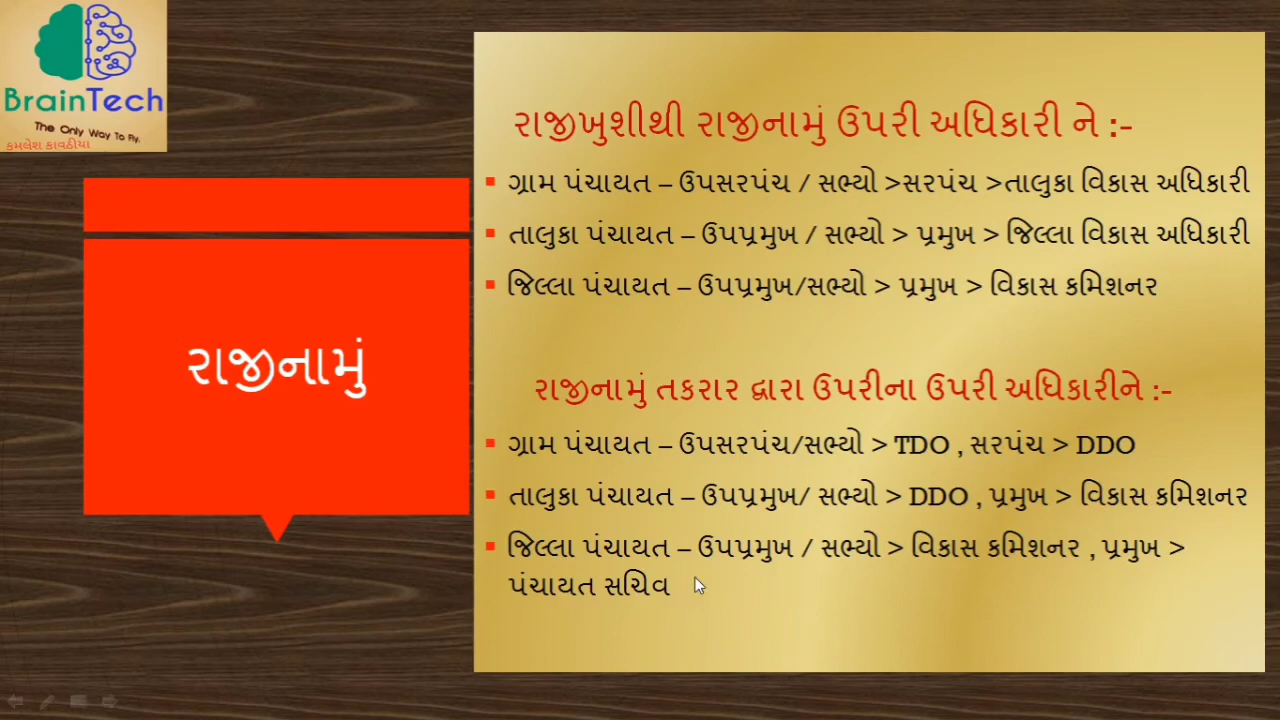 BrainTech
The Only Way To Fly.
કમલેશ કાવઠીયા
રાજીનામું
રાજીખુશીથી રાજીનામું ઉપરી અધિકારી ને :-
ગ્રામ પંચાયત – ઉપસરપંચ / સભ્યો >સરપંચ >તાલુકા વિકાસ અધિકારી
તાલુકા પંચાયત – ઉપપ્રમુખ / સભ્યો > પ્રમુખ > જિલ્લા વિકાસ અધિકારી
જિલ્લા પંચાયત – ઉપપ્રમુખ/સભ્યો > પ્રમુખ > વિકાસ કમિશનર
રાજીનામું તકરાર દ્વારા ઉપરીના ઉપરી અધિકારીને :-
ગ્રામ પંચાયત – ઉપસરપંચ/સભ્યો > TDO , સરપંચ > DDO
તાલુકા પંચાયત – ઉપપ્રમુખ/ સભ્યો > DDO , પ્રમુખ > વિકાસ કમિશનર
જિલ્લા પંચાયત – ઉપપ્રમુખ / સભ્યો > વિકાસ કમિશનર , પ્રમુખ >
પંચાયત સચિવ